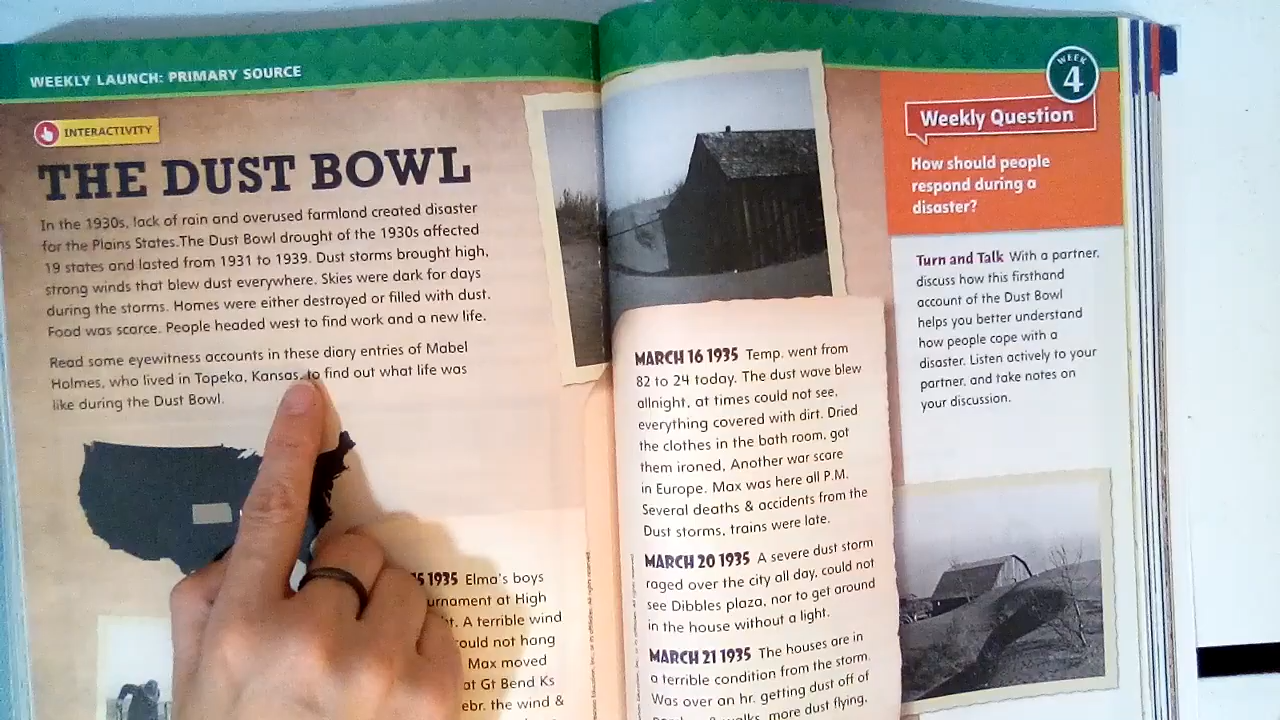 WEEKLY LAUNCH: PRIMARY SOURCE
INTERACTIVITY
THE DUST BOWL
In the 1930s, lack of rain and overused farmland created disaster
for the Plains States.The Dust Bowl drought of the 1930s affected
19 states and lasted from 1931 to 1939. Dust storms brought high,
strong winds that blew dust everywhere. Skies were dark for days
during the storms. Homes were either destroyed or filled with dust.
Food was scarce. People headed west to find work and a new life.
Read some eyewitness accounts in these diary entries of Mabel
Holmes, who lived in Topeka, Kansas, to find out what life was
like during the Dust Bowl.
5 1935 Elma's boys
urnament at High
t. A terrible wind
ould not hang
Max moved
at Gt Bend Ks
ebr. the wind &
MARCH 16 1935 Temp. went from
82 to 24 today. The dust wave blew
allnight, at times could not see,
everything covered with dirt. Dried
the clothes in the bath room, got
them ironed, Another war scare
in Europe. Max was here all P.M.
Several deaths & accidents from the
Dust storms, trains were late.
MARCH 20 1935 A severe dust storm
raged over the city all day, could not
see Dibbles plaza, nor to get around
in the house without a light.
MARCH 21 1935 The houses are in
a terrible condition from the storm.
Was over an hr. getting dust off of
walks, more dust flying,
WEEK
4
Weekly Question
How should people
respond during a
disaster?
Turn and Talk With a partner,
discuss how this firsthand
account of the Dust Bowl
helps you better understand
how people cope with a
disaster. Listen actively to your
partner, and take notes on
your discussion.